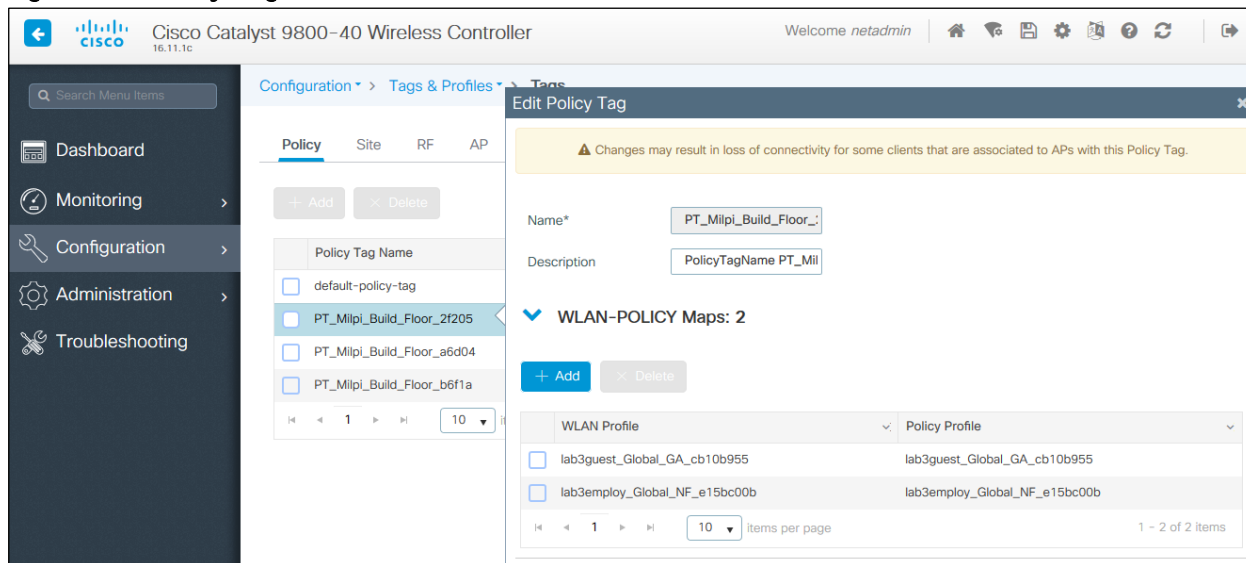 CISCO
Cisco Catalyst 9800-40 Wireless Controller
16.11.1c
Welcome netadmin
Search Menu Items
Dashboard
Monitoring
Configuration
Administration
Troubleshooting
Configuration > Tags & Profiles > Tags
Policy Site RF AP
+ Add × Delete
Policy Tag Name
default-policy-tag
PT_Milpi_Build_Floor_2f205
PT_Milpi_Build_Floor_a6d04
PT_Milpi_Build_Floor_b6f1a
1 10
Edit Policy Tag
Changes may result in loss of connectivity for some clients that are associated to APs with this Policy Tag.
Name* PT_Milpi_Build_Floor_
Description PolicyTagName PT_Mil
WLAN-POLICY Maps: 2
+ Add × Delete
WLAN Profile Policy Profile
lab3guest_Global_GA_cb10b955 lab3guest_Global_GA_cb10b955
lab3employ_Global_NF_e15bc00b lab3employ_Global_NF_e15bc00b
1 10 items per page 1 - 2 of 2 items